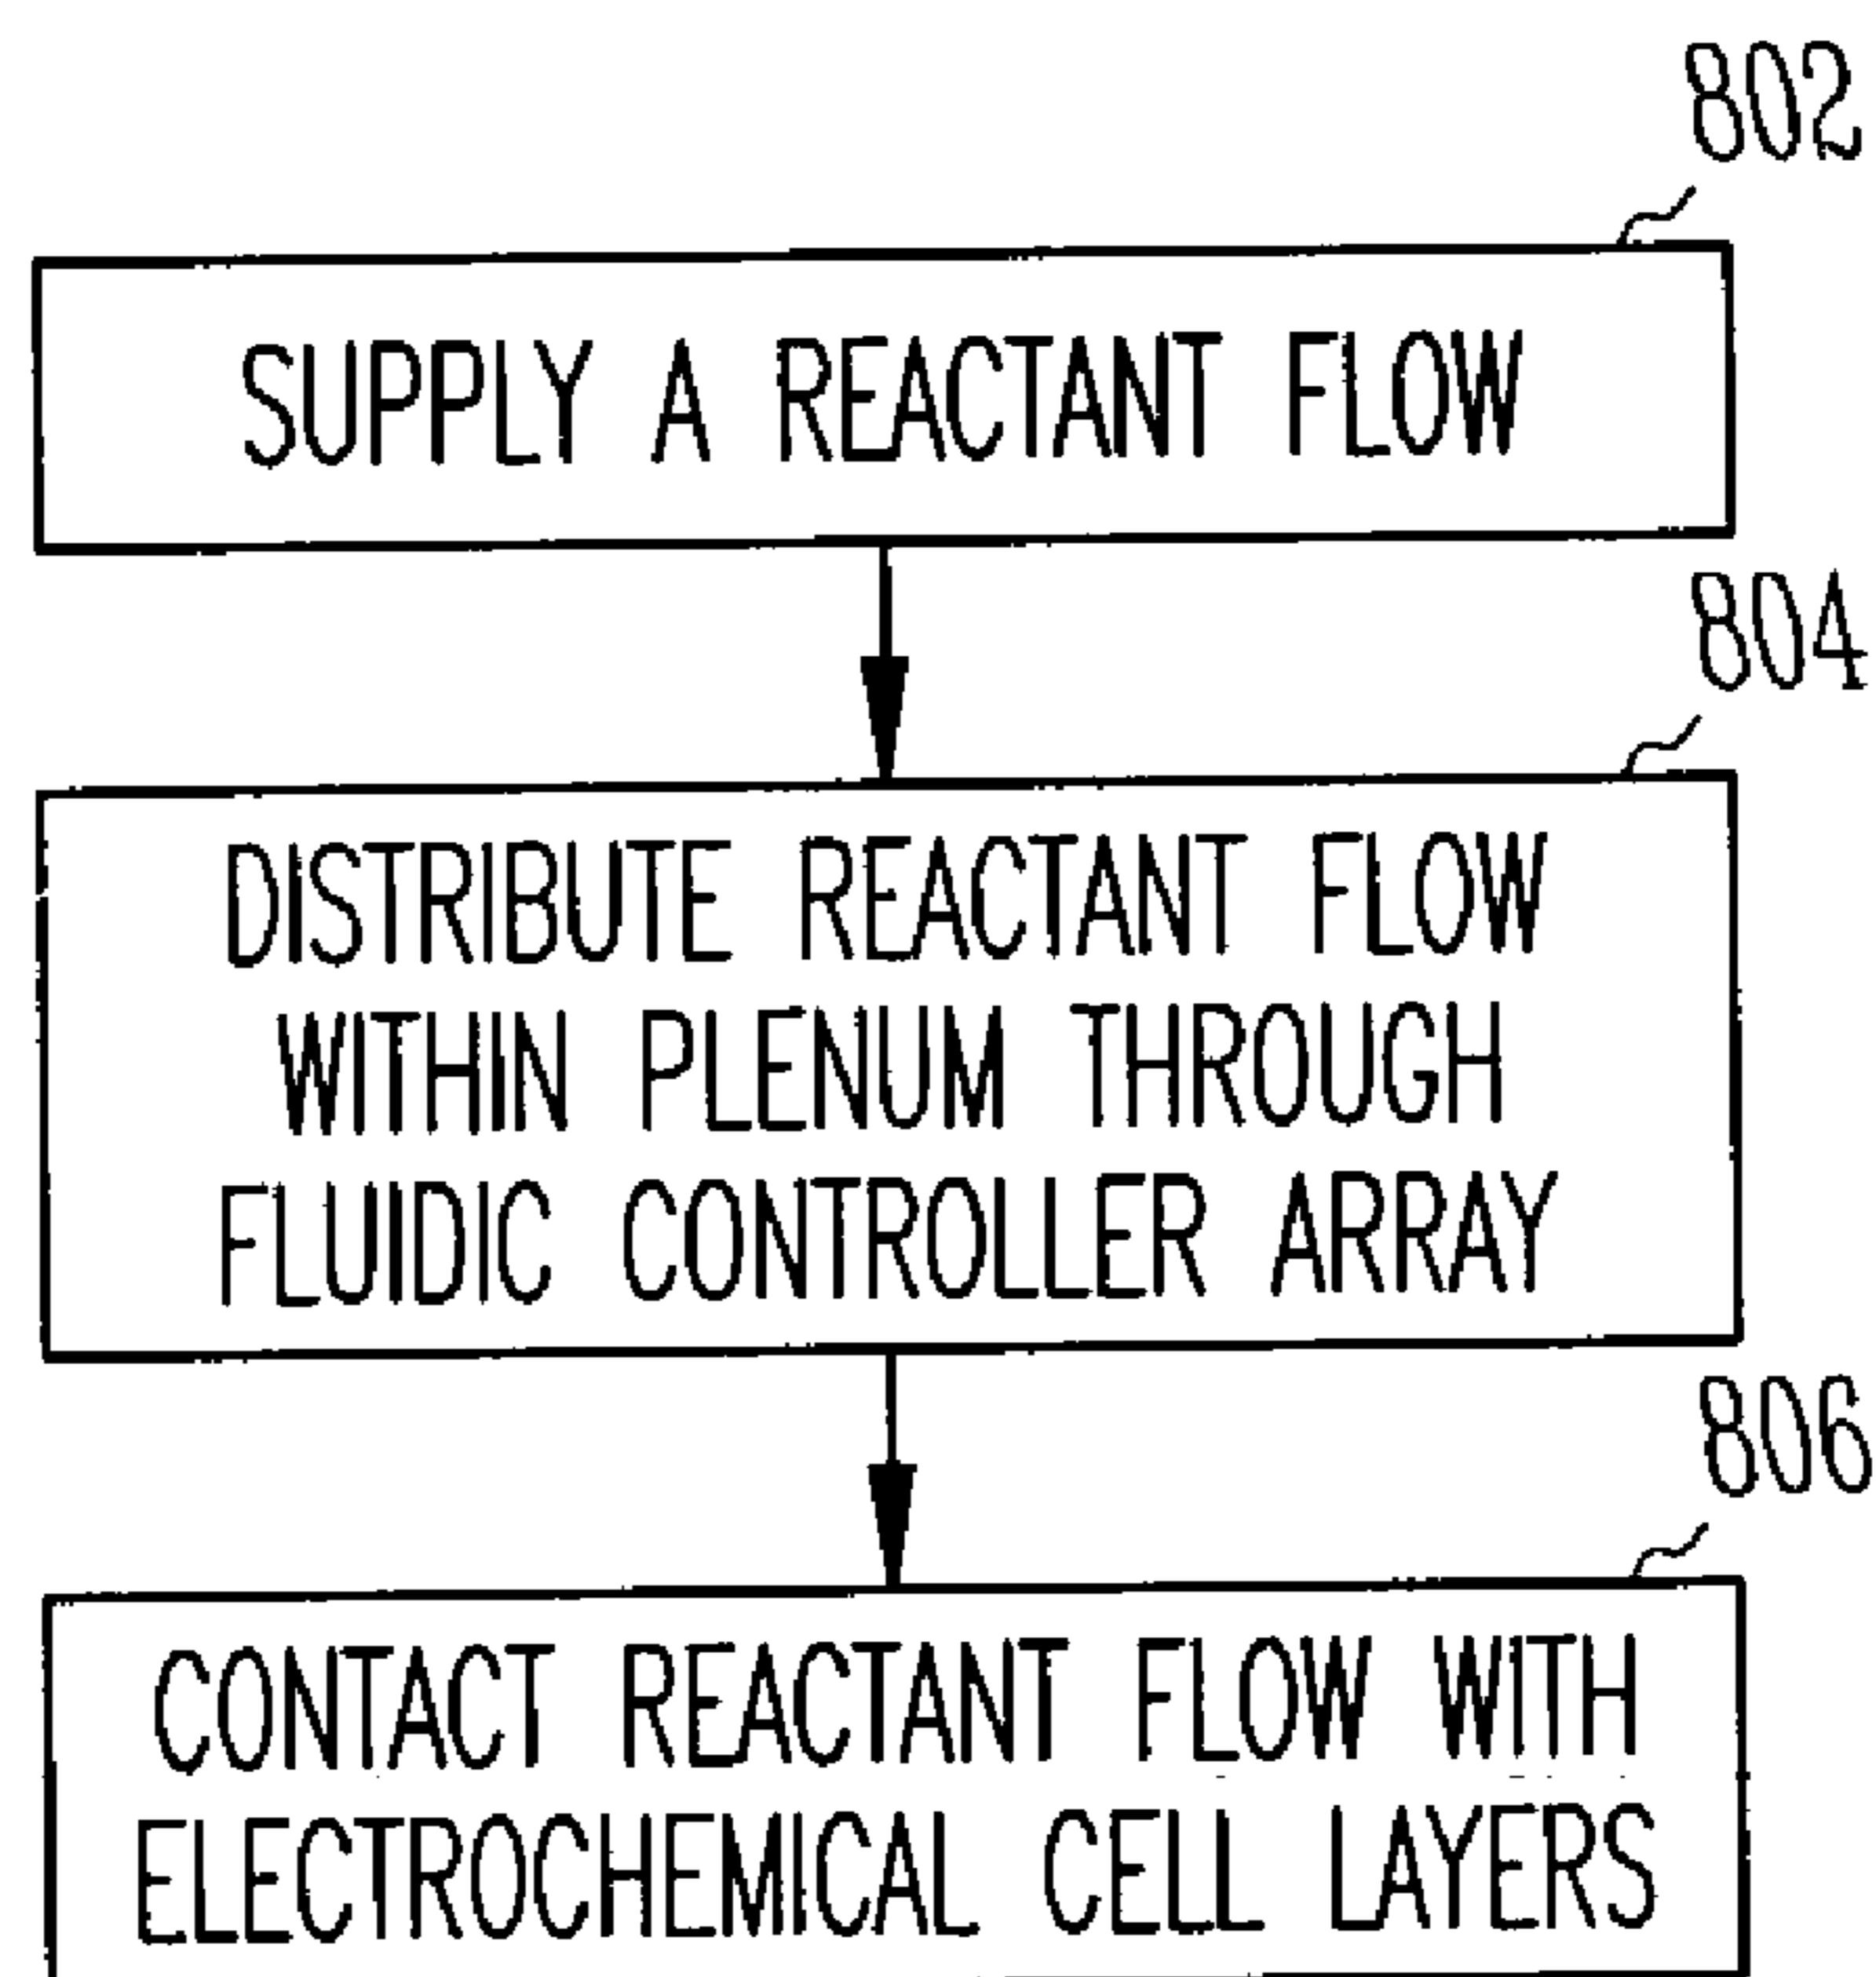 802
SUPPLY A REACTANT FLOW
804
DISTRIBUTE REACTANT FLOW
WITHIN PLENUM THROUGH
FLUIDIC CONTROLLER ARRAY
806
CONTACT REACTANT FLOW WITH
ELECTROCHEMICAL CELL LAYERS